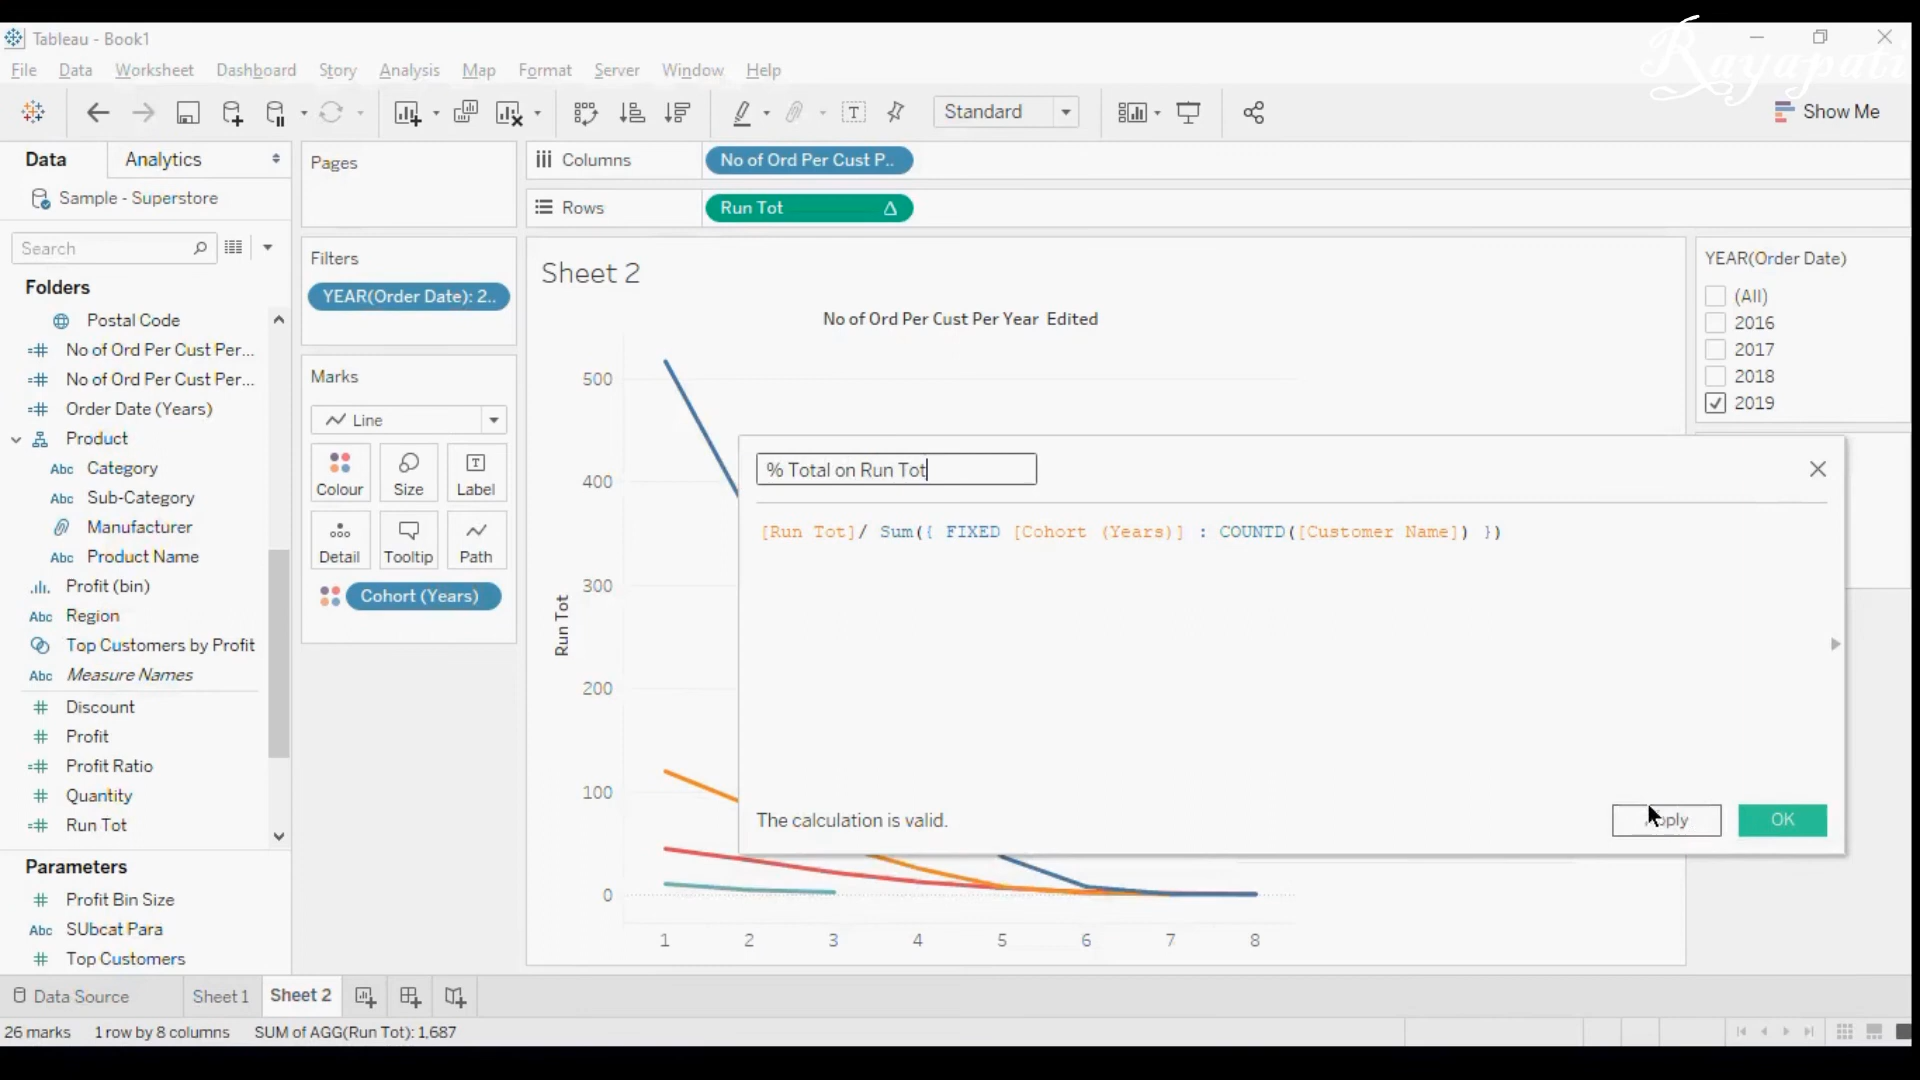 Rayapati
Tableau - Book1
File Data Worksheet Dashboard Story Analysis Map Format Server Window Help
Standard
Show Me
Data
Analytics
Sample - Superstore
Search
Folders
Postal Code
No of Ord Per Cust Per...
No of Ord Per Cust Per...
Order Date (Years)
Product
Abc Category
Abc Sub-Category
Manufacturer
Abc Product Name
Profit (bin)
Abc Region
Top Customers by Profit
Abc Measure Names
Discount
Profit
Profit Ratio
Quantity
Run Tot
Parameters
Profit Bin Size
Abc SUbcat Para
Top Customers
Pages
Filters
YEAR(Order Date): 2..
Marks
Line
Colour Size Label
Detail Tooltip Path
Cohort (Years)
Columns
No of Ord Per Cust P..
Rows
Run Tot
Sheet 2
No of Ord Per Cust Per Year Edited
Run Tot
500
400
300
200
100
0
1 2 3 4 5 6 7 8
YEAR(Order Date)
(All)
2016
2017
2018
2019
% Total on Run Tot
[Run Tot]/ Sum({ FIXED [Cohort (Years)] : COUNTD([Customer Name]) })
The calculation is valid.
Apply
OK
Data Source
Sheet 1
Sheet 2
26 marks 1 row by 8 columns SUM of AGG(Run Tot): 1,687